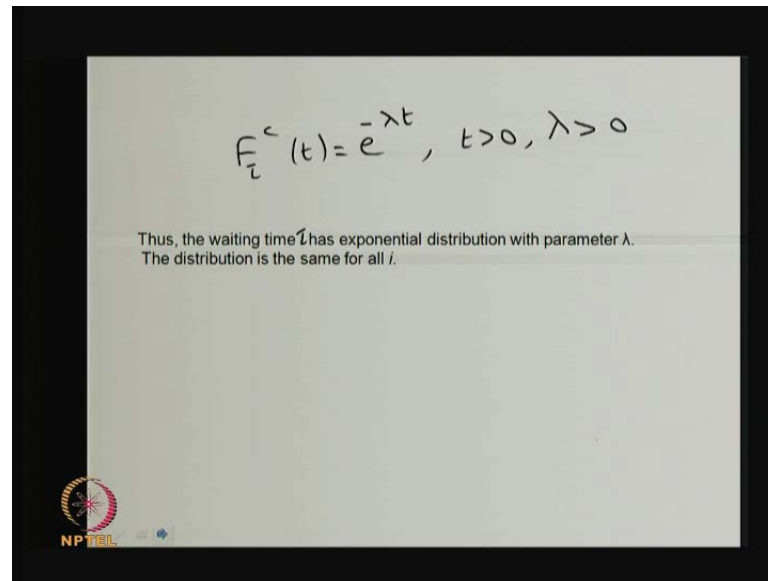 F_τ^c (t) = e^{-λt}, t>0, λ>0
Thus, the waiting time τ has exponential distribution with parameter λ.
The distribution is the same for all i.
NPTEL